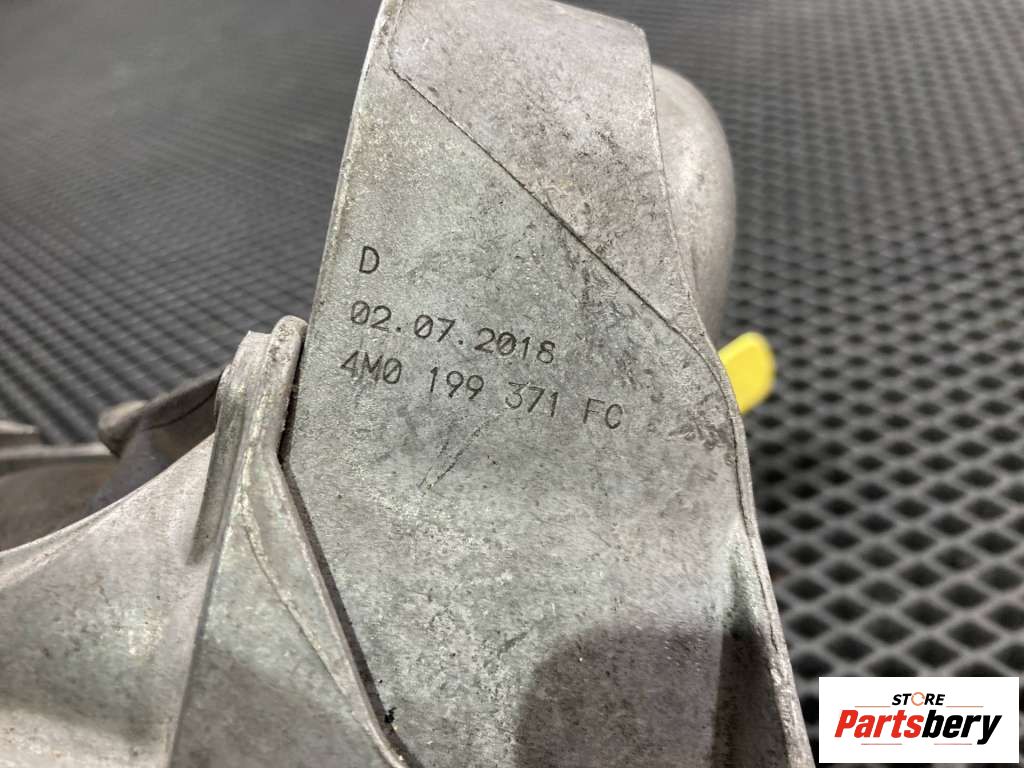 D
02.07.2018
4M0 199 371 FC
STORE
Partsbery